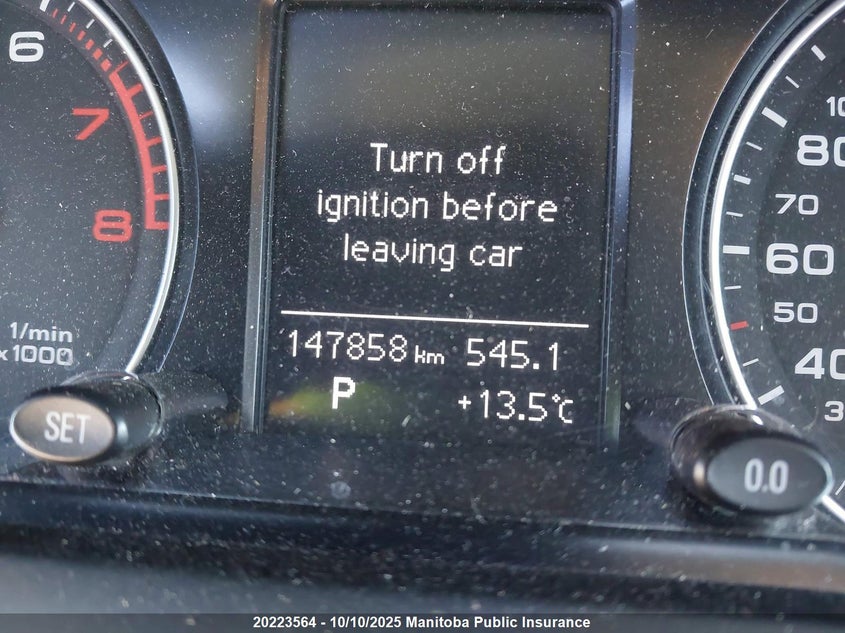 6
7
8
1/min
x1000
SET
Turn off
ignition before
leaving car
147858 km 545.1
P +13.5°C
80
70
60
50
40
0.0
20223564 - 10/10/2025 Manitoba Public Insurance